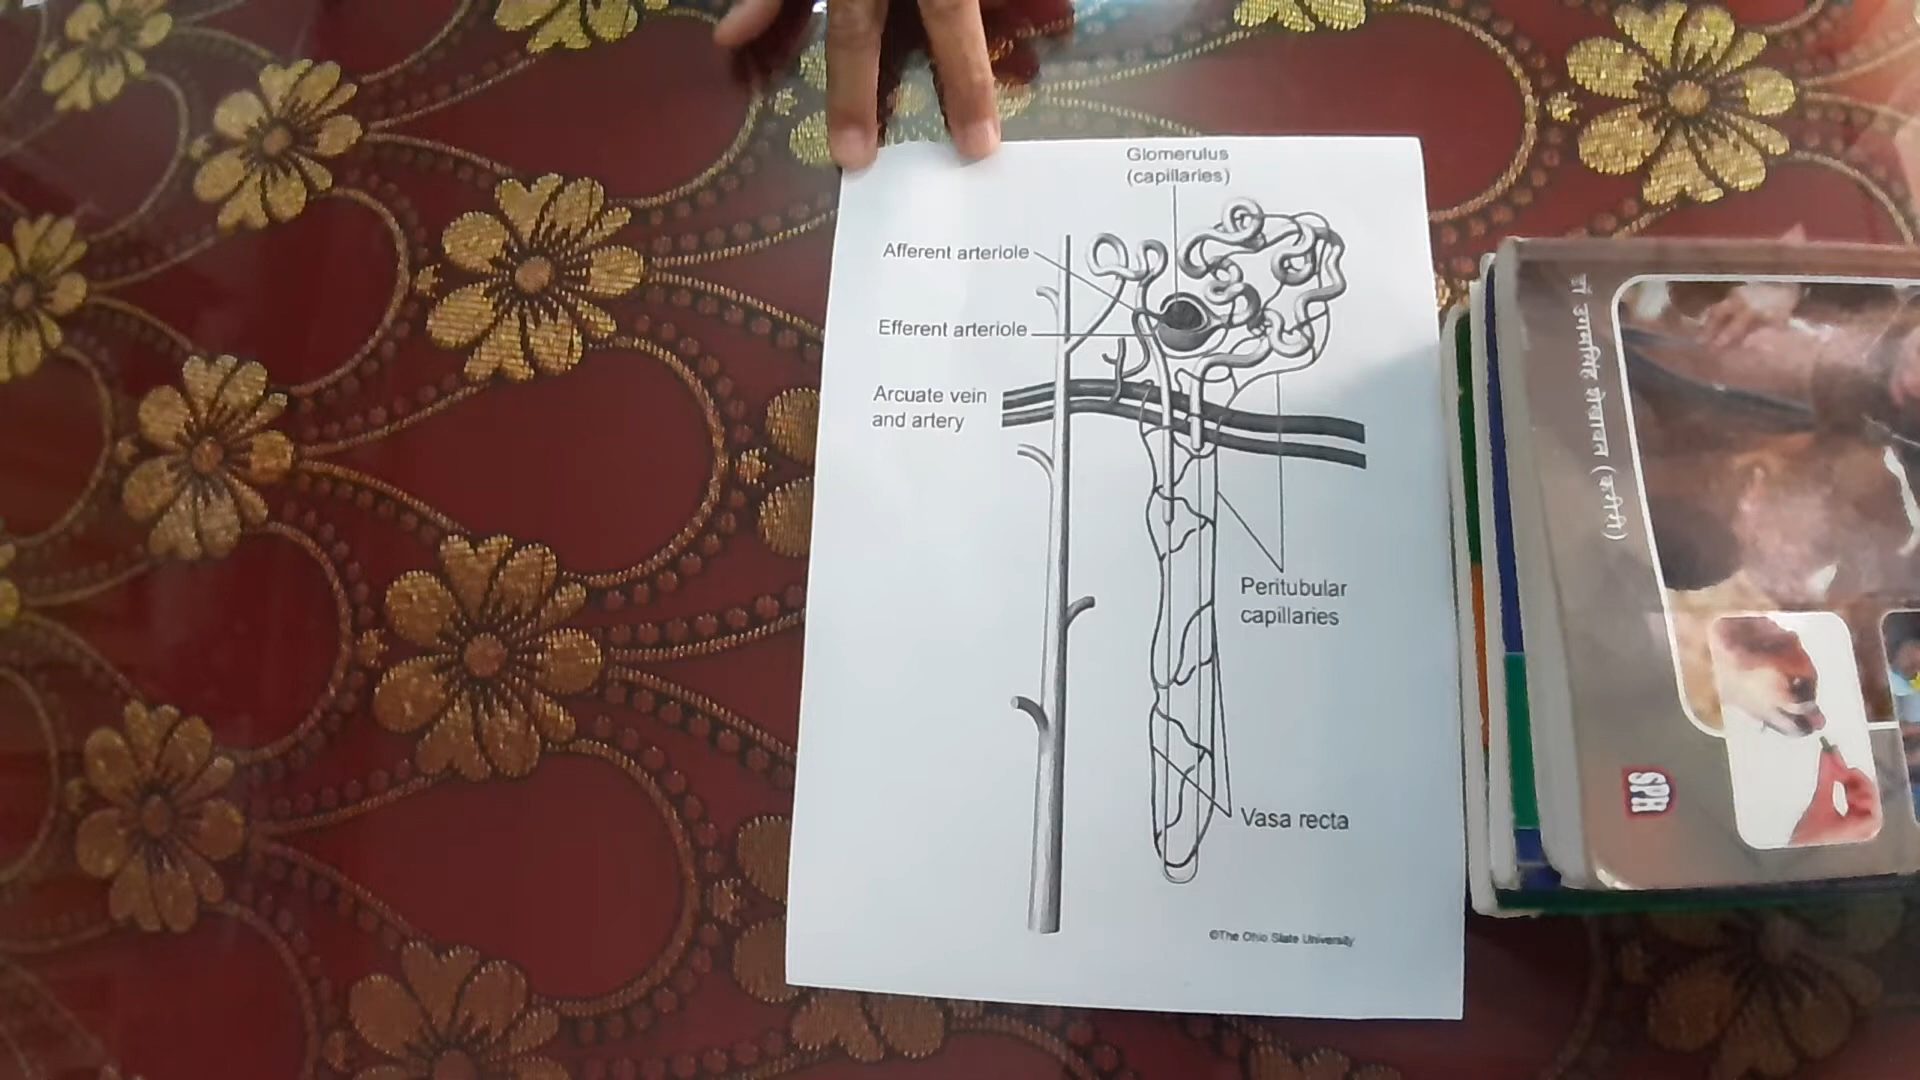 Glomerulus
(capillaries)
Afferent arteriole
Efferent arteriole
Arcuate vein
and artery
Peritubular
capillaries
Vasa recta
©The Ohio State University
SPH